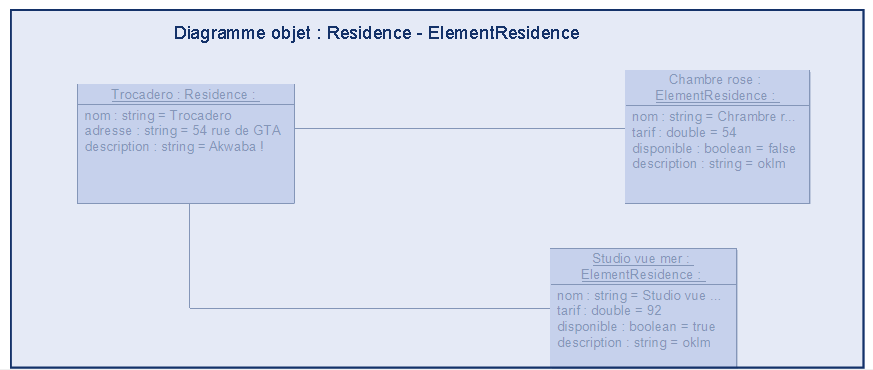 Diagramme objet : Residence - ElementResidence
Trocadero : Residence :
nom : string = Trocadero
adresse : string = 54 rue de GTA
description : string = Akwaba !
Chambre rose :
ElementResidence :
nom : string = Chrambre r...
tarif : double = 54
disponible : boolean = false
description : string = oklm
Studio vue mer :
ElementResidence :
nom : string = Studio vue ...
tarif : double = 92
disponible : boolean = true
description : string = oklm